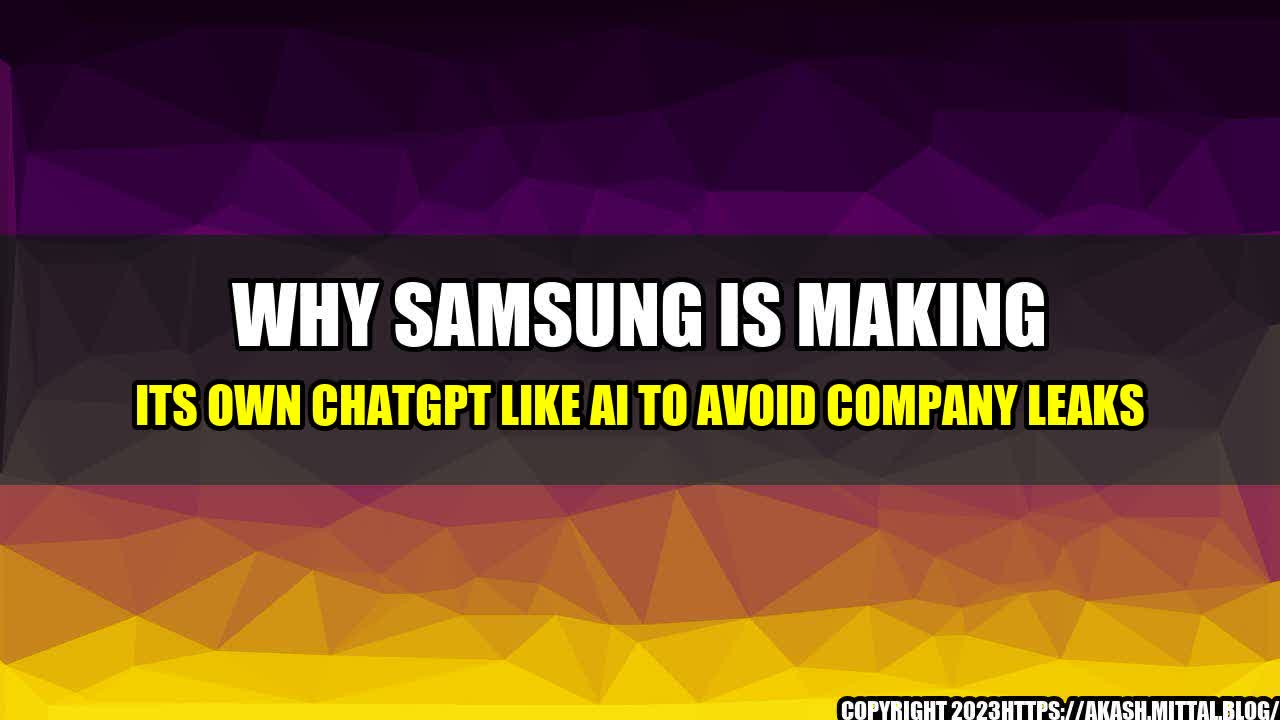 WHY SAMSUNG IS MAKING
ITS OWN CHATGPT LIKE AI TO AVOID COMPANY LEAKS
COPYRIGHT 2023HTTPS://AKASH.MITTAL.BLOG/